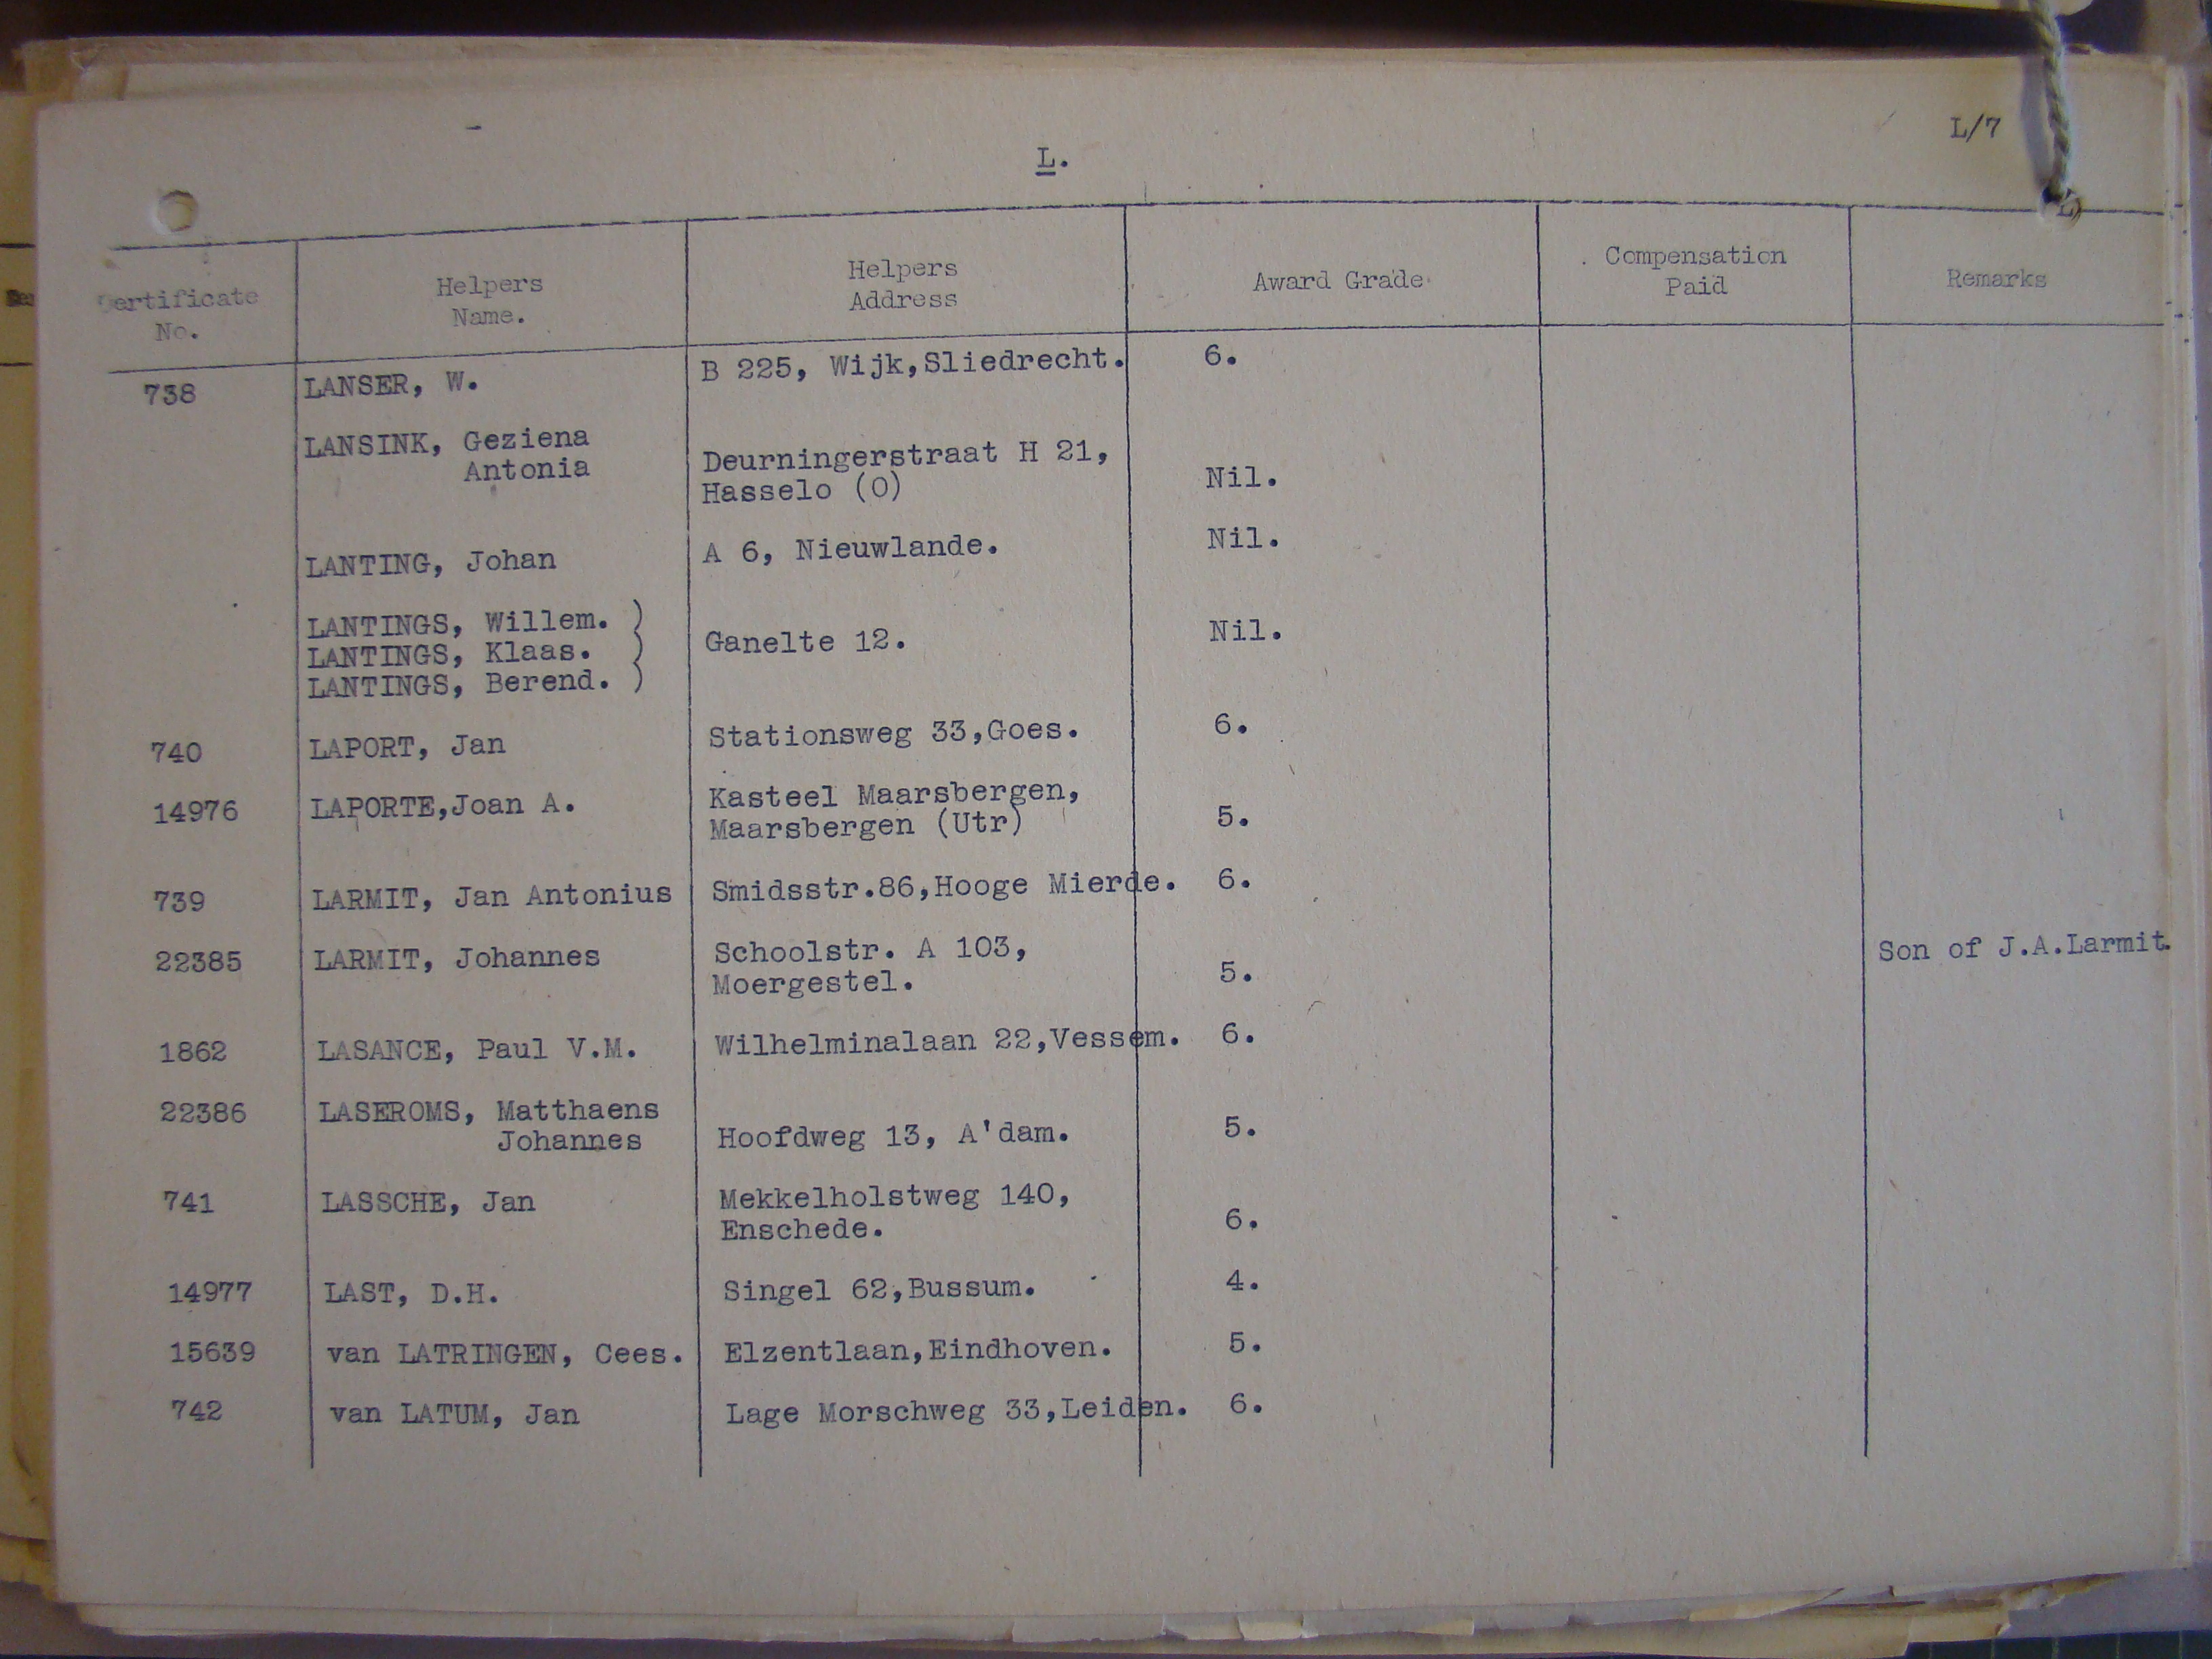 L/7
L.
Certificate No.
Helpers Name.
Helpers Address
Award Grade
Compensation Paid
Remarks
738 LANSER, W. B 225, Wijk,Sliedrecht. 6.
LANSINK, Geziena Deurningerstraat H 21,
Antonia Hasselo (O) Nil.
LANTING, Johan A 6, Nieuwlande. Nil.
LANTINGS, Willem. )
LANTINGS, Klaas. ) Ganelte 12. Nil.
LANTINGS, Berend. )
740 LAPORT, Jan Stationsweg 33,Goes. 6.
14976 LAPORTE,Joan A. Kasteel Maarsbergen,
Maarsbergen (Utr) 5.
739 LARMIT, Jan Antonius Smidsstr.86,Hooge Mierde. 6.
22385 LARMIT, Johannes Schoolstr. A 103, Son of J.A.Larmit.
Moergestel. 5.
1862 LASANCE, Paul V.M. Wilhelminalaan 22,Vessem. 6.
22386 LASEROMS, Matthaens
Johannes Hoofdweg 13, A'dam. 5.
741 LASSCHE, Jan Mekkelholstweg 140,
Enschede. 6.
14977 LAST, D.H. Singel 62,Bussum. 4.
15639 van LATRINGEN, Cees. Elzentlaan,Eindhoven. 5.
742 van LATUM, Jan Lage Morschweg 33,Leiden. 6.